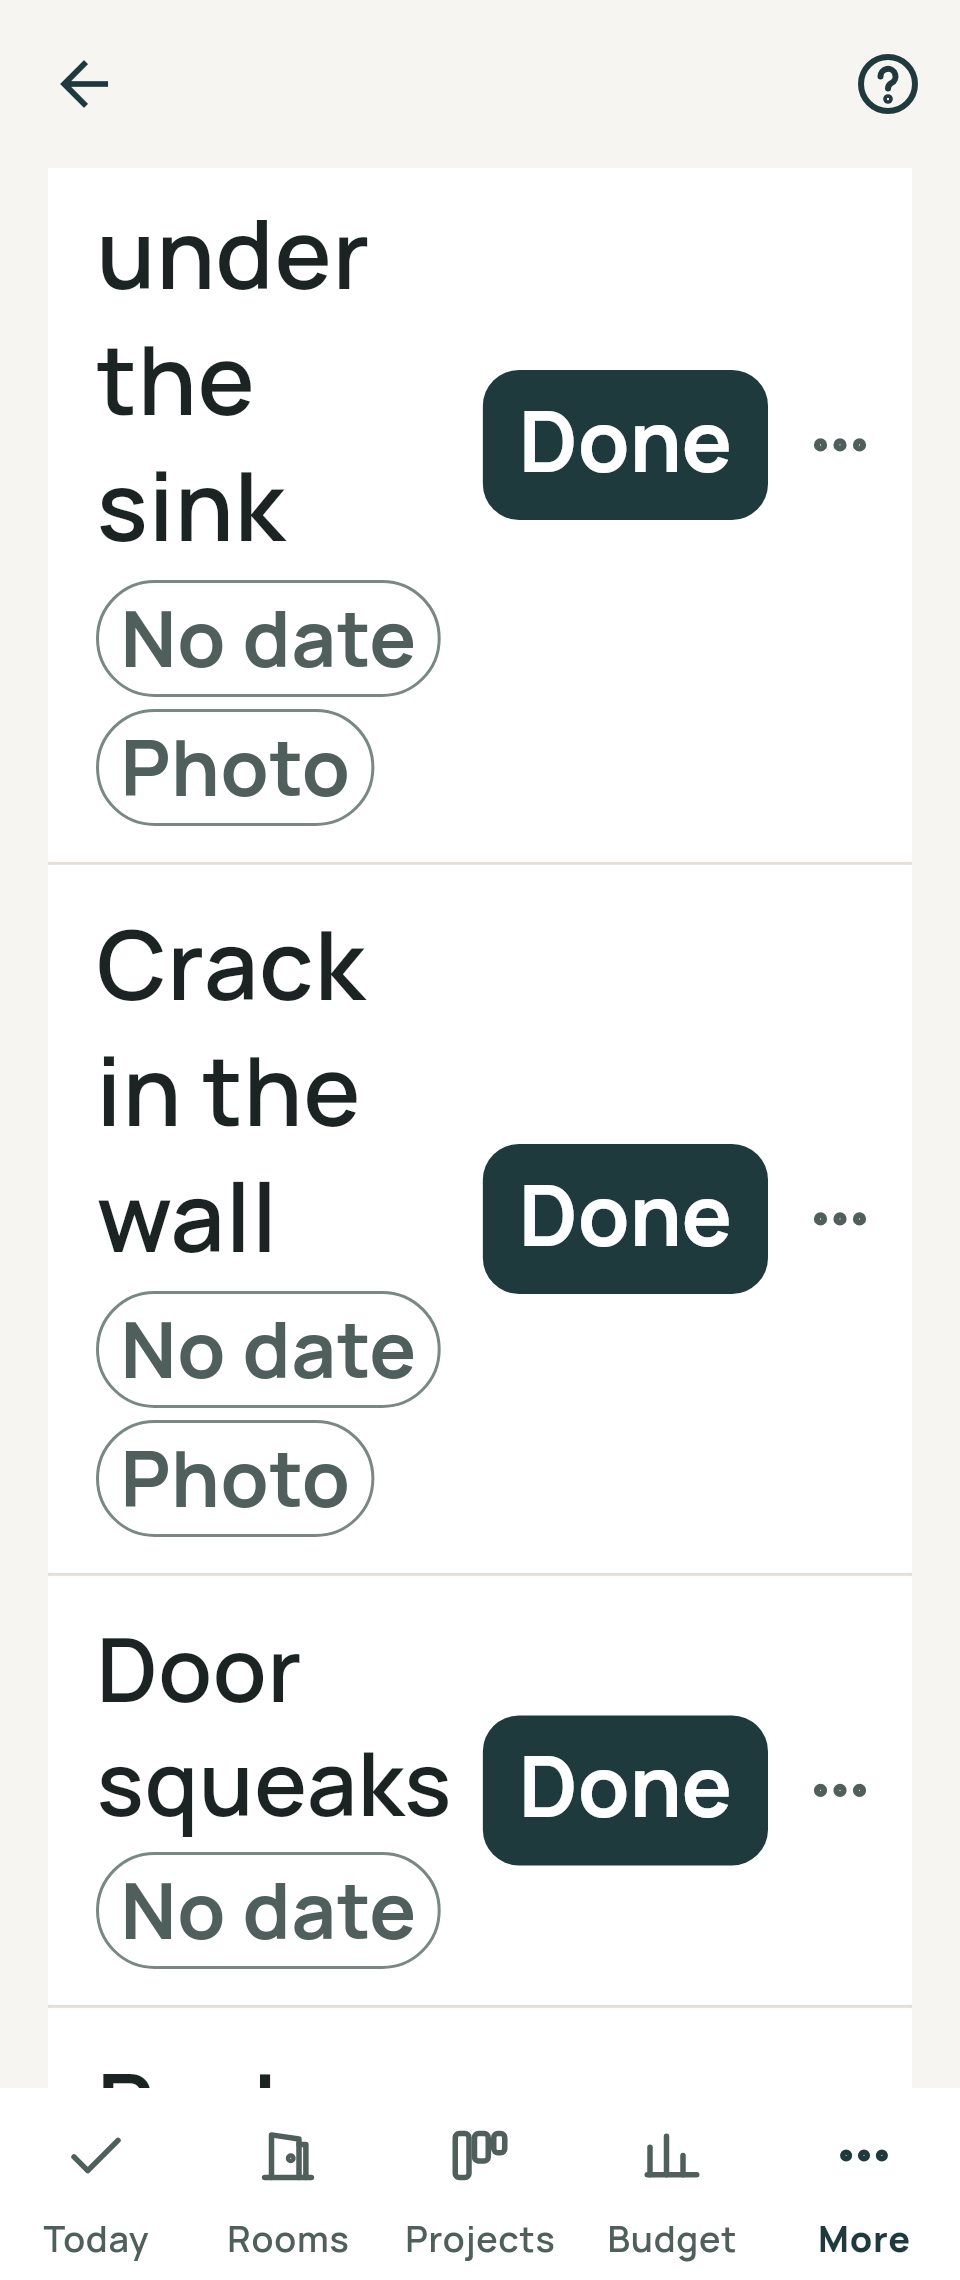 under
the
sink
Done
No date
Photo
Crack
in the
wall
Done
No date
Photo
Door
squeaks
Done
No date
Today
Rooms
Projects
Budget
More